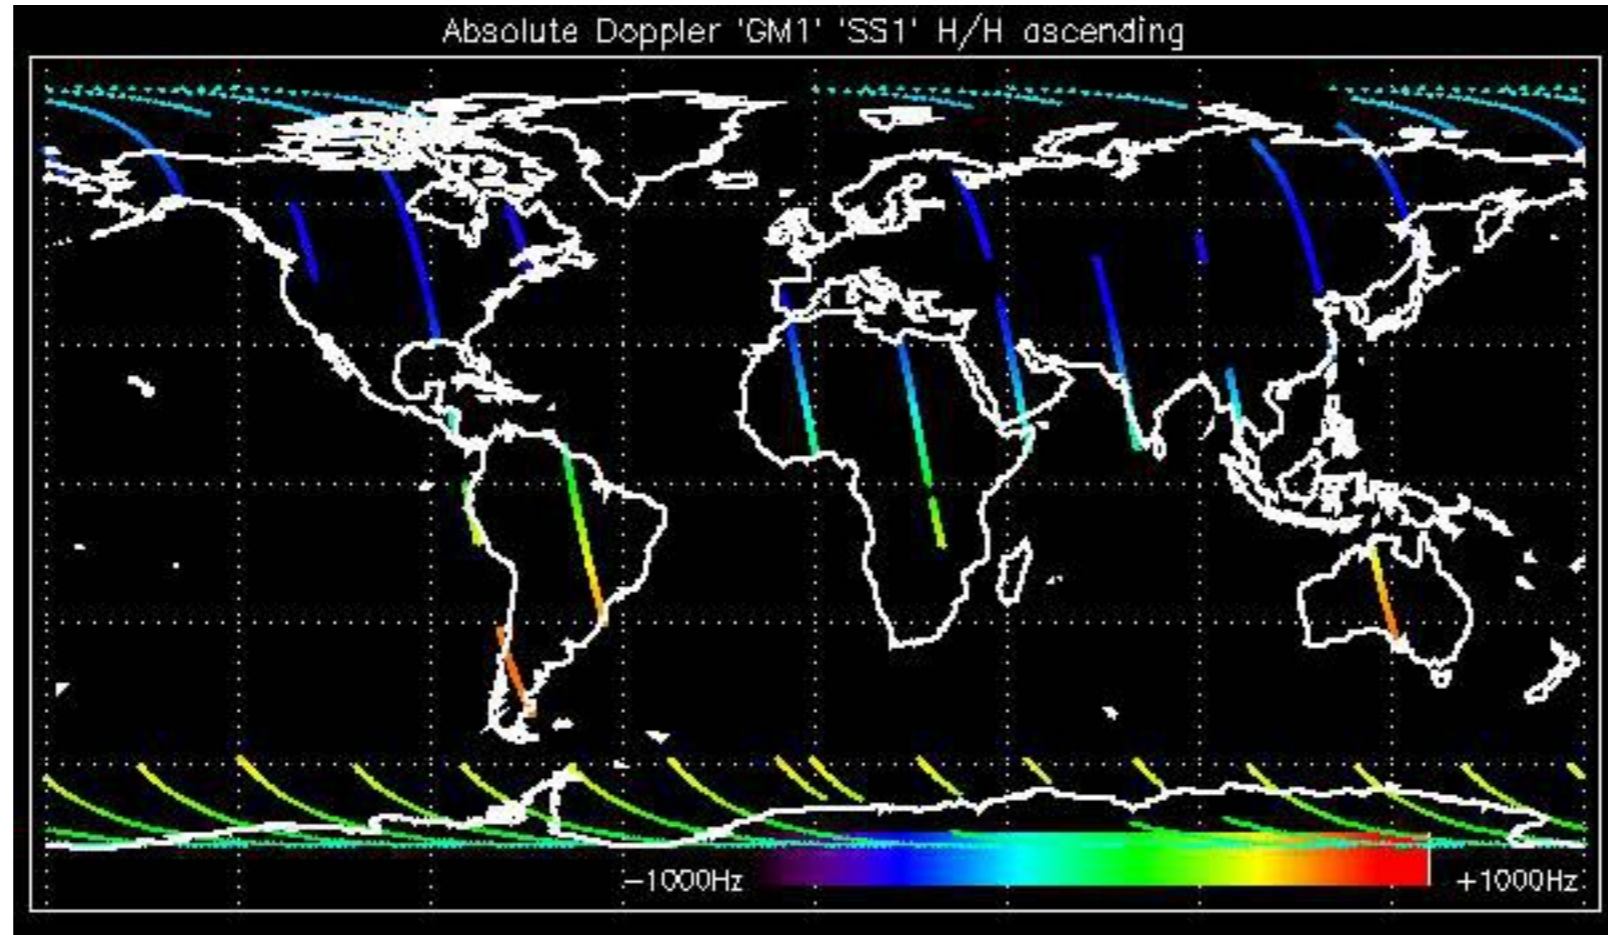 Absolute Doppler 'GM1' 'SS1' H/H ascending
−1000Hz
+1000Hz